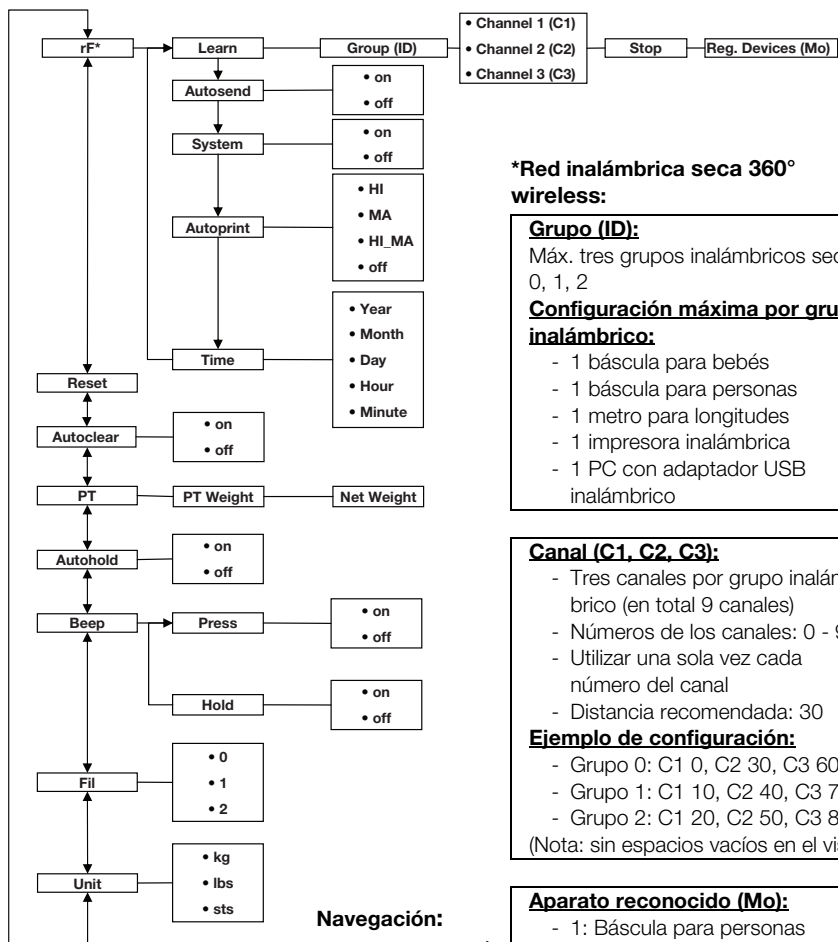 rF*
Learn
Group (ID)
• Channel 1 (C1)
• Channel 2 (C2)
• Channel 3 (C3)
Stop
Reg. Devices (Mo)
Autosend
• on
• off
System
• on
• off
Autoprint
• HI
• MA
• HI_MA
• off
Time
• Year
• Month
• Day
• Hour
• Minute
Reset
Autoclear
• on
• off
PT
PT Weight
Net Weight
Autohold
• on
• off
Beep
Press
• on
• off
Hold
• on
• off
Fil
• 0
• 1
• 2
Unit
• kg
• lbs
• sts
Navegación:
*Red inalámbrica seca 360°
wireless:
Grupo (ID):
Máx. tres grupos inalámbricos
0, 1, 2
Configuración máxima por
inalámbrico:
- 1 báscula para bebés
- 1 báscula para personas
- 1 metro para longitudes
- 1 impresora inalámbrica
- 1 PC con adaptador USB
inalámbrico
Canal (C1, C2, C3):
- Tres canales por grupo
brico (en total 9 canales)
- Números de los canales: 0 -
- Utilizar una sola vez cada
número del canal
- Distancia recomendada: 30
Ejemplo de configuración:
- Grupo 0: C1 0, C2 30, C3 60
- Grupo 1: C1 10, C2 40, C3
- Grupo 2: C1 20, C2 50, C3
(Nota: sin espacios vacíos en el
Aparato reconocido (Mo):
- 1: Báscula para personas